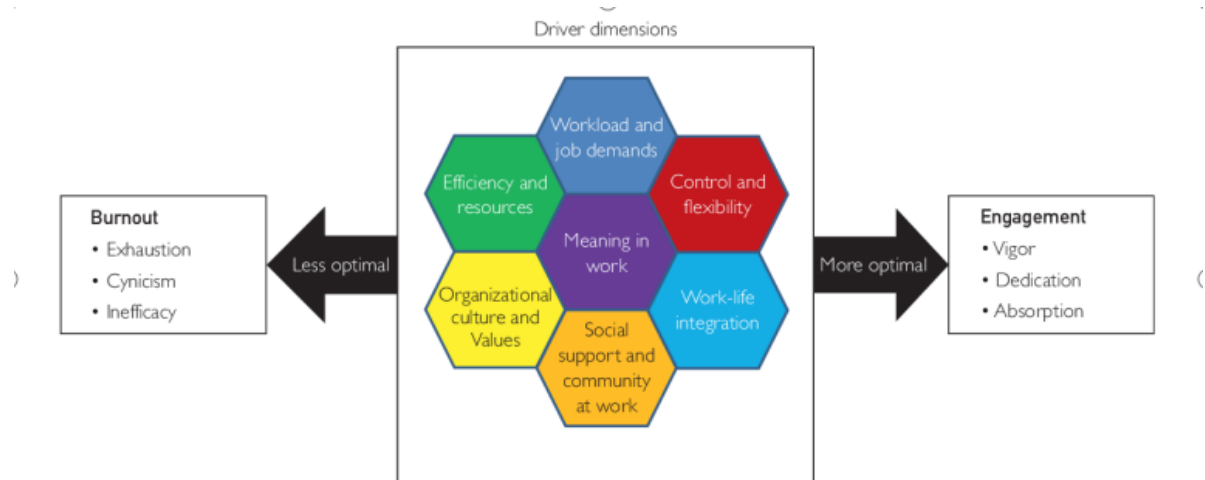 Driver dimensions
Workload and
job demands
Efficiency and
resources
Control and
flexibility
Meaning in
work
Organizational
culture and
Values
Work-life
integration
Social
support and
community
at work
Less optimal
More optimal
Burnout
• Exhaustion
• Cynicism
• Inefficacy
Engagement
• Vigor
• Dedication
• Absorption